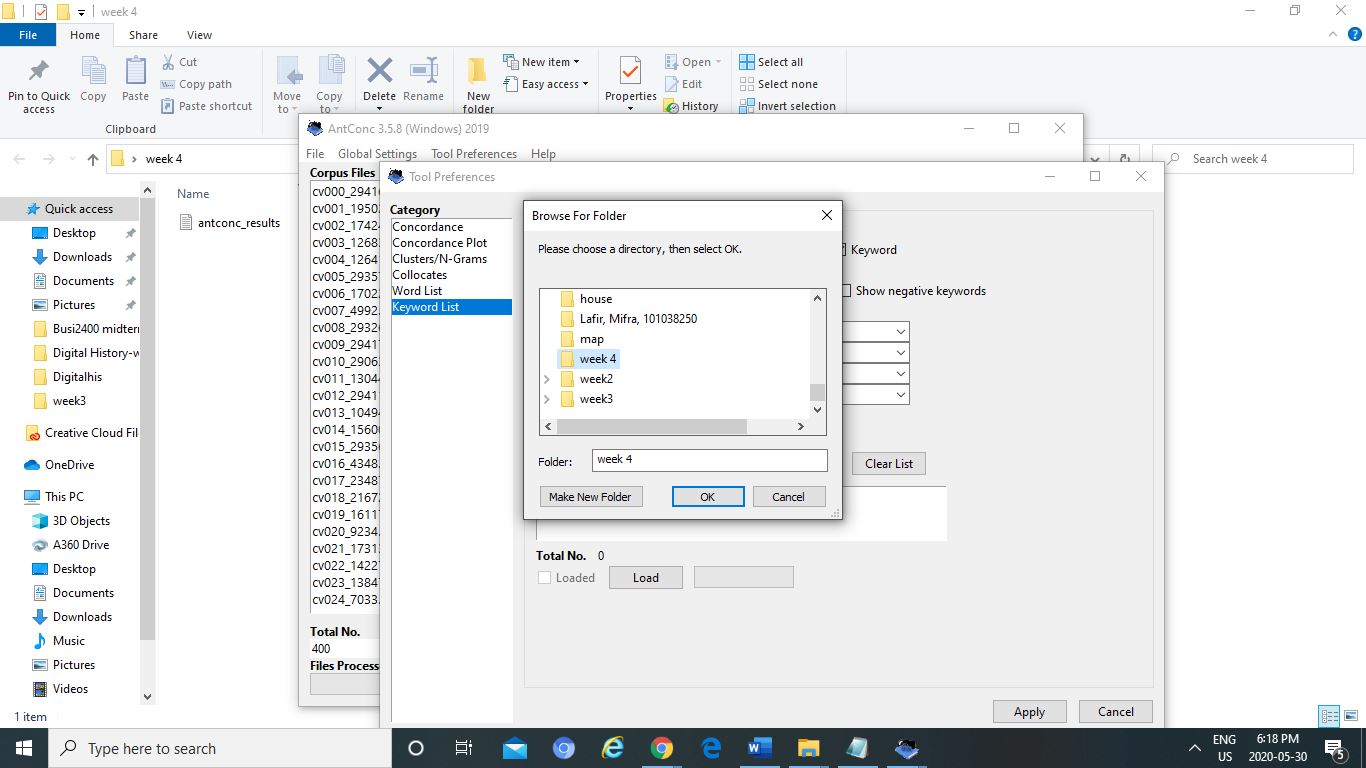 week 4
File Home Share View
Pin to Quick access
Copy
Paste
Cut
Copy path
Paste shortcut
Move to
Copy to
Delete
Rename
New folder
New item
Easy access
Properties
Open
Edit
History
Select all
Select none
Invert selection
Clipboard
week 4
Search week 4
Quick access
Desktop
Downloads
Documents
Pictures
Busi2400 midter
Digital History-w
Digitalhis
week3
Creative Cloud Fil
OneDrive
This PC
3D Objects
A360 Drive
Desktop
Documents
Downloads
Music
Pictures
Videos
1 item
Name
antconc_results
AntConc 3.5.8 (Windows) 2019
File Global Settings Tool Preferences Help
Corpus Files
cv000_2941
cv001_1950
cv002_1742
cv003_1268
cv004_1264
cv005_2935
cv006_1702
cv007_4992
cv008_2932
cv009_2941
cv010_2906
cv011_1304
cv012_2941
cv013_1049
cv014_1560
cv015_2935
cv016_4348
cv017_2348
cv018_2167
cv019_1611
cv020_9234
cv021_1731
cv022_1422
cv023_1384
cv024_7033
Total No.
400
Files Process
Tool Preferences
Category
Concordance
Concordance Plot
Clusters/N-Grams
Collocates
Word List
Keyword List
Keyword
Show negative keywords
Clear List
Total No. 0
Loaded
Load
Apply
Cancel
Browse For Folder
Please choose a directory, then select OK.
house
Lafir, Mifra, 101038250
map
week 4
week2
week3
Folder: week 4
Make New Folder
OK
Cancel
Type here to search
ENG
US
6:18 PM
2020-05-30
5